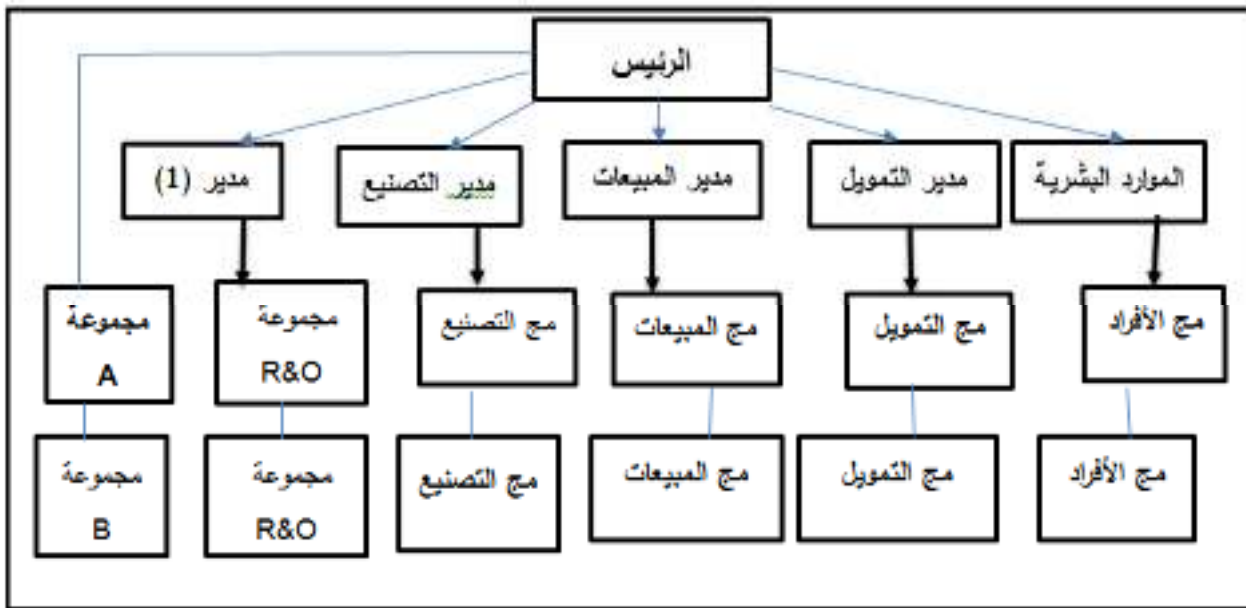 الرئيس
الموارد البشرية
مدير التمويل
مدير المبيعات
مدير التصنيع
مدير (1)
مج الأفراد
مج التمويل
مج المبيعات
مج التصنيع
مجموعة
R&O
مجموعة
A
مج الأفراد
مج التمويل
مج المبيعات
مج التصنيع
مجموعة
R&O
مجموعة
B